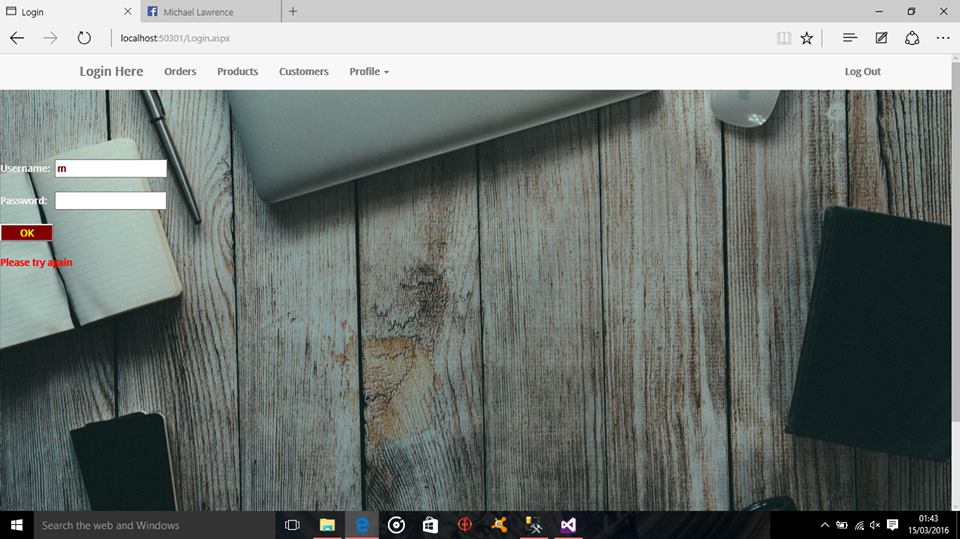 Login
Michael Lawrence
localhost:50301/Login.aspx
Login Here Orders Products Customers Profile Log Out
Username: m
Password:
OK
Please try again
Search the web and Windows
01:43
15/03/2016